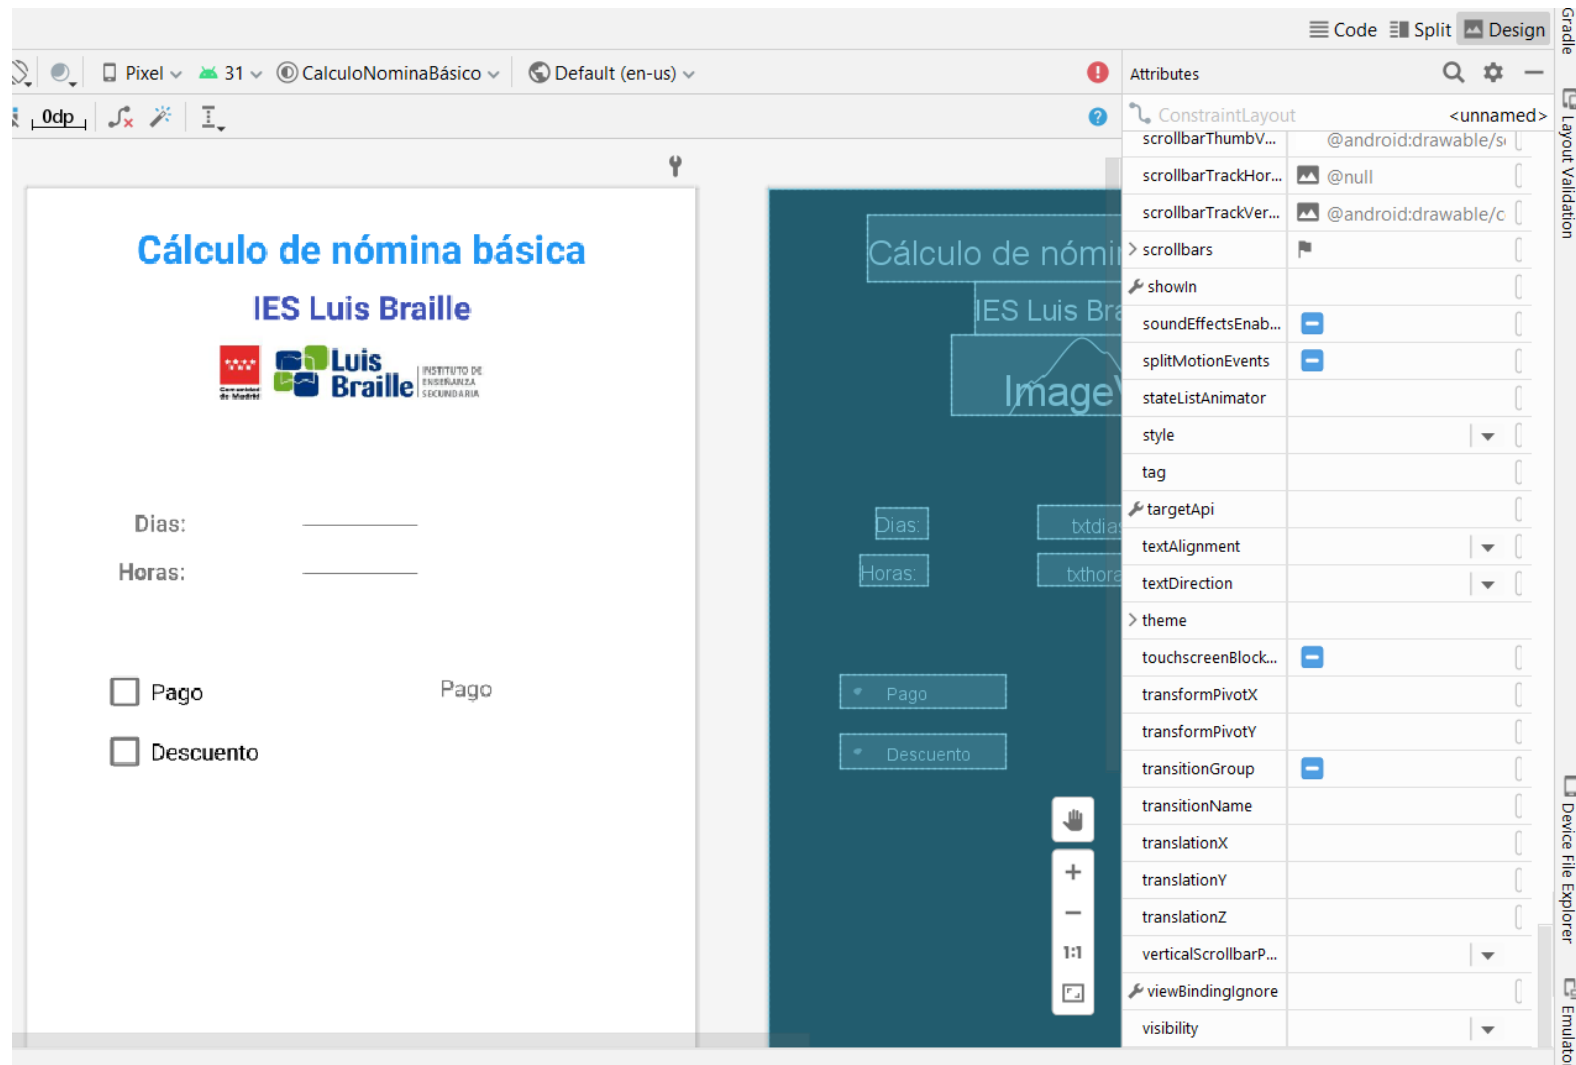 Code Split Design
Pixel 31 CalculoNominaBásico Default (en-us)
0dp
Cálculo de nómina básica
IES Luis Braille
Comunidad
de Madrid
Luis
Braille
INSTITUTO DE
ENSEÑANZA
SECUNDARIA
Dias:
Horas:
Pago
Pago
Descuento
Cálculo de nómi
IES Luis Bra
Image
Dias:
txtdias
Horas:
txthora
Pago
Descuento
1:1
Attributes
ConstraintLayout <unnamed>
scrollbarThumbV... @android:drawable/s
scrollbarTrackHor... @null
scrollbarTrackVer... @android:drawable/c
scrollbars
showIn
soundEffectsEnab...
splitMotionEvents
stateListAnimator
style
tag
targetApi
textAlignment
textDirection
theme
touchscreenBlock...
transformPivotX
transformPivotY
transitionGroup
transitionName
translationX
translationY
translationZ
verticalScrollbarP...
viewBindingIgnore
visibility
Gradle
Layout Validation
Device File Explorer
Emulato